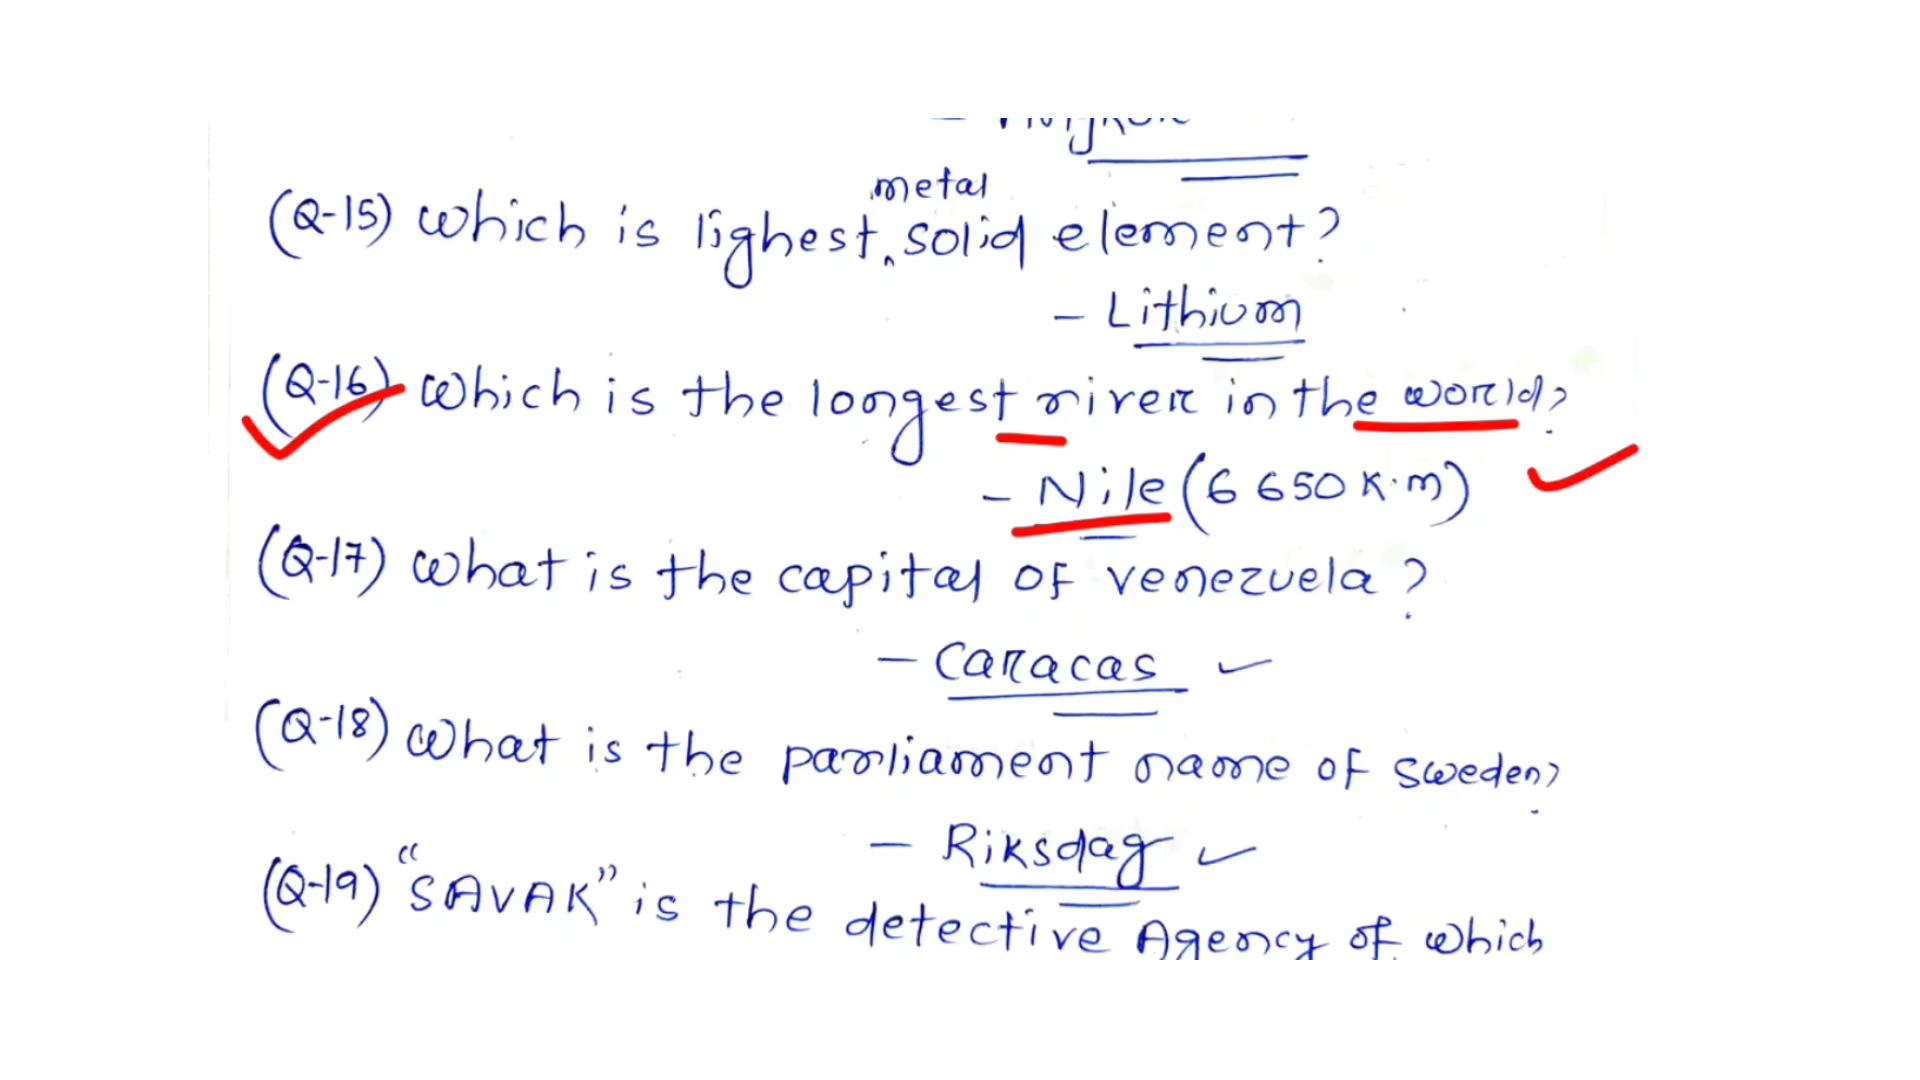 metal
(Q-15) Which is lighest solid element?
- Lithium
(Q-16) Which is the longest river in the world?
- Nile (6650 K.m)
(Q-17) What is the capital of venezuela?
- Caracas
(Q-18) What is the parliament name of Sweden?
- Riksdag
(Q-19) "SAVAK" is the detective Agency of which